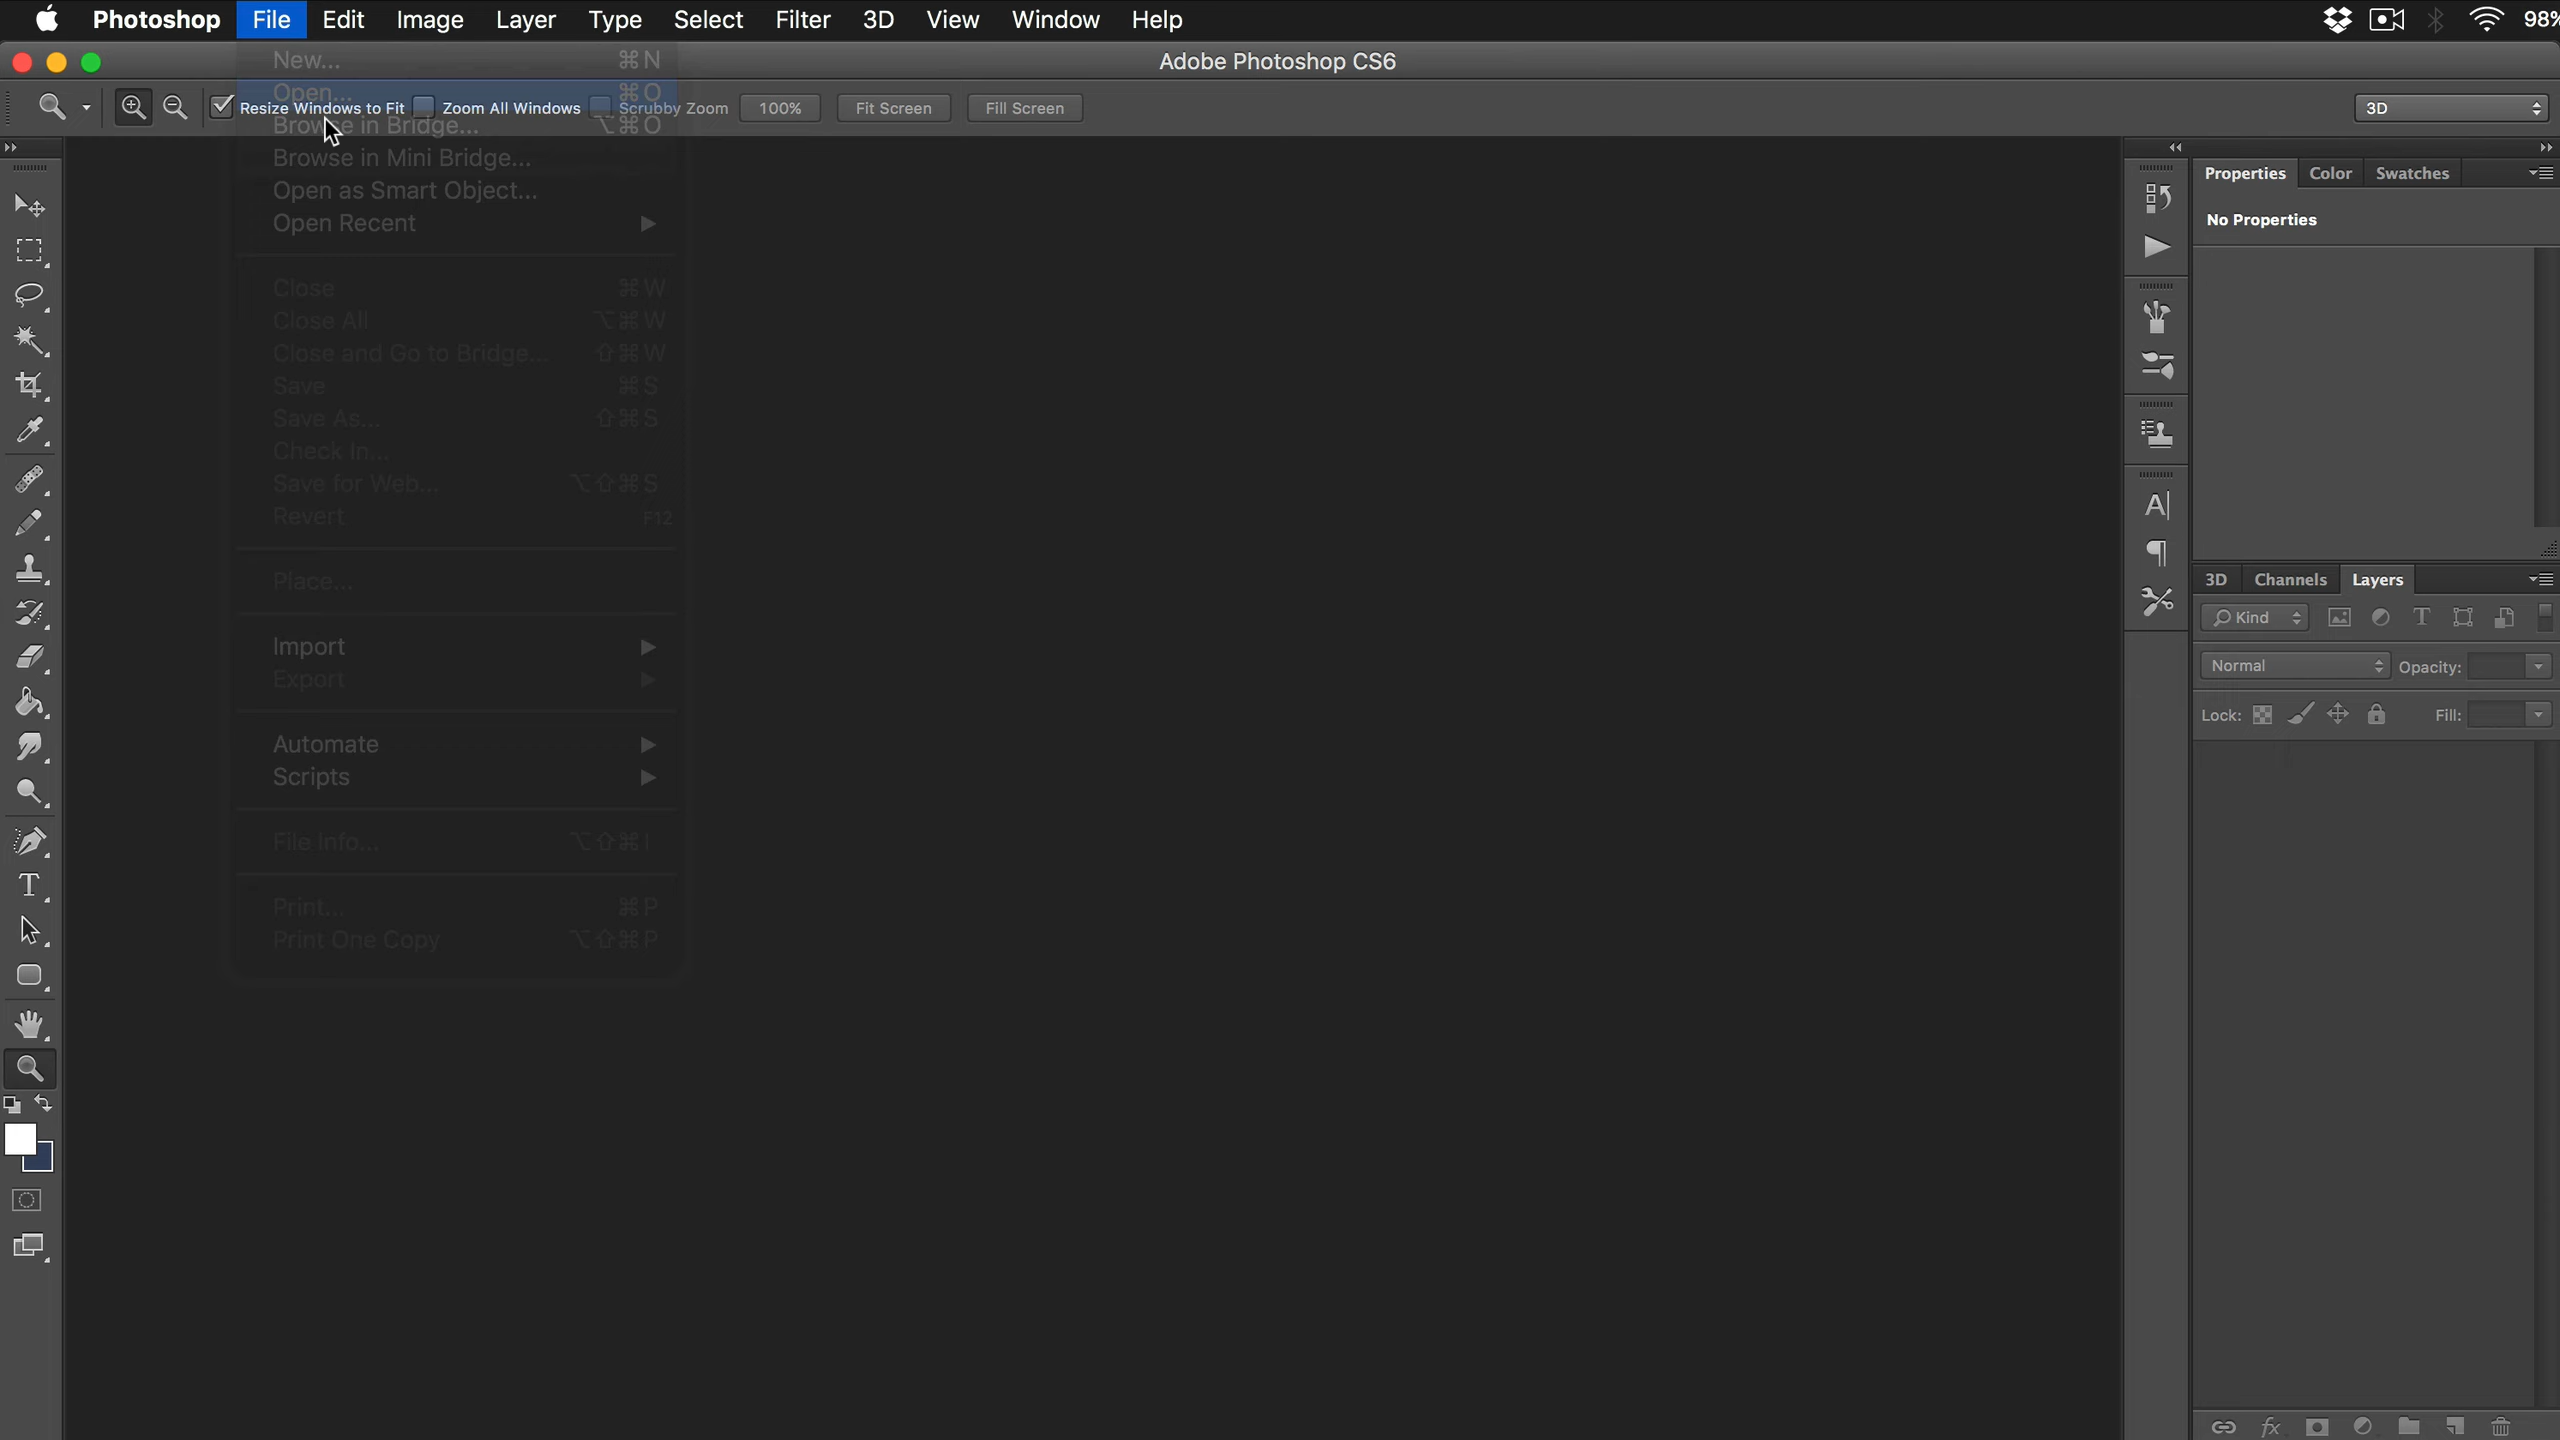 Photoshop File Edit Image Layer Type Select Filter 3D View Window Help 98%
Adobe Photoshop CS6
New... ⌘N
Open... ⌘O
Resize Windows to Fit Zoom All Windows Scrubby Zoom 100% Fit Screen Fill Screen 3D
Browse in Bridge... ⌥⌘O
Browse in Mini Bridge...
Open as Smart Object...
Open Recent ▶
Close ⌘W
Close All ⌥⌘W
Close and Go to Bridge... ⇧⌘W
Save ⌘S
Save As... ⇧⌘S
Check In...
Save for Web... ⌥⇧⌘S
Revert F12
Place...
Import ▶
Export ▶
Automate ▶
Scripts ▶
File Info... ⌥⇧⌘I
Print... ⌘P
Print One Copy ⌥⇧⌘P
Properties Color Swatches
No Properties
3D Channels Layers
Kind
Normal Opacity:
Lock: Fill: